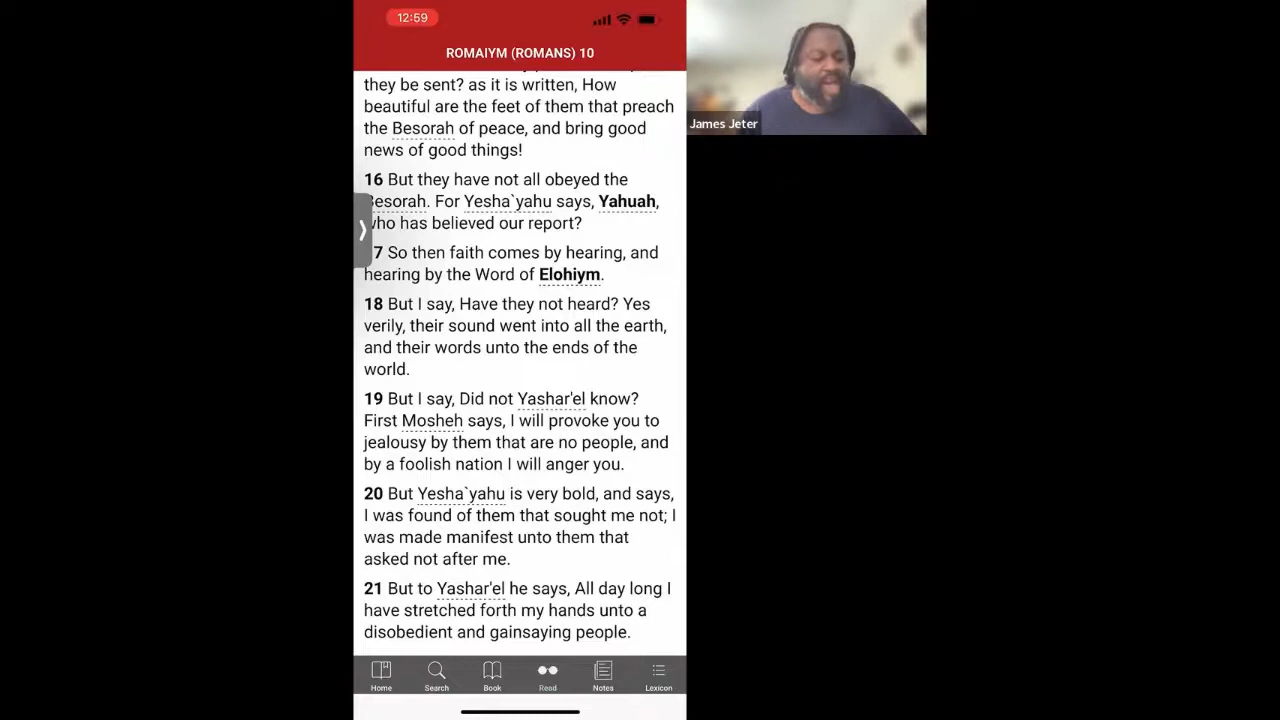 12:59
ROMAIYM (ROMANS) 10
they be sent? as it is written, How
beautiful are the feet of them that preach
the Besorah of peace, and bring good
news of good things!
16 But they have not all obeyed the
Besorah. For Yesha`yahu says, Yahuah,
who has believed our report?
7 So then faith comes by hearing, and
hearing by the Word of Elohiym.
18 But I say, Have they not heard? Yes
verily, their sound went into all the earth,
and their words unto the ends of the
world.
19 But I say, Did not Yashar'el know?
First Mosheh says, I will provoke you to
jealousy by them that are no people, and
by a foolish nation I will anger you.
20 But Yesha`yahu is very bold, and says,
I was found of them that sought me not; I
was made manifest unto them that
asked not after me.
21 But to Yashar'el he says, All day long I
have stretched forth my hands unto a
disobedient and gainsaying people.
Home Search Book Read Notes Lexicon
James Jeter